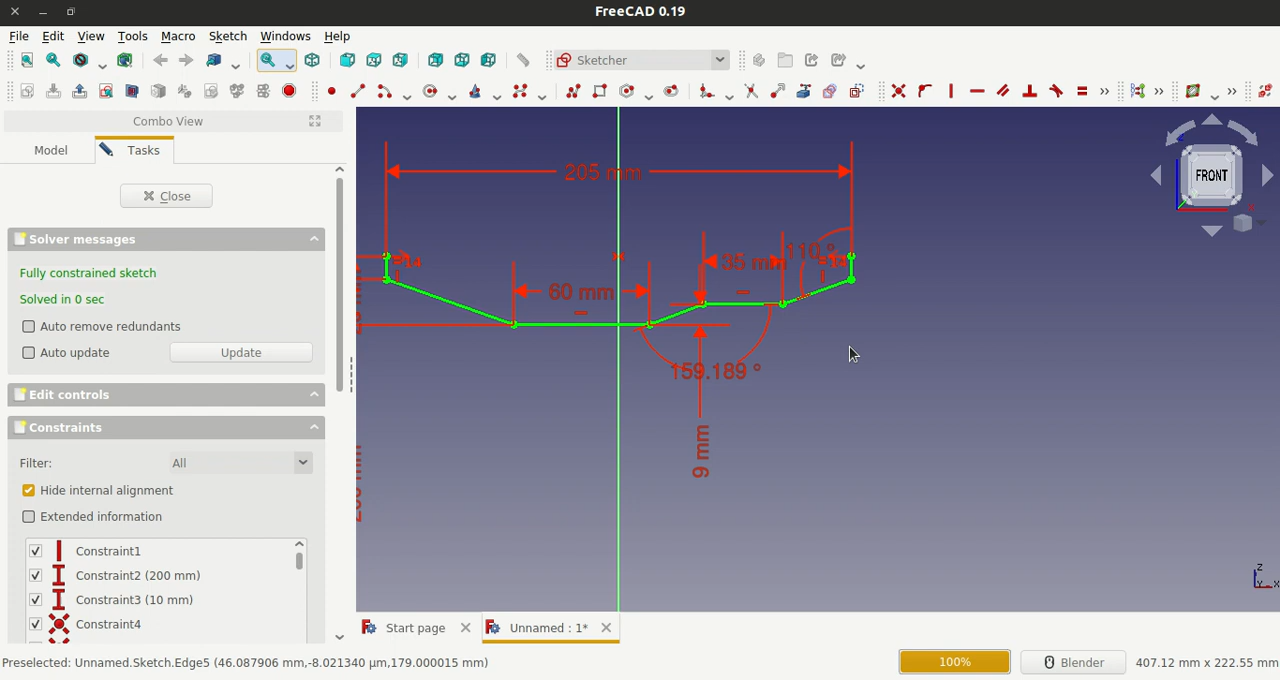 FreeCAD 0.19
File Edit View Tools Macro Sketch Windows Help
Sketcher
Combo View
Model Tasks
Close
Solver messages
Fully constrained sketch
Solved in 0 sec
Auto remove redundants
Auto update Update
Edit controls
Constraints
Filter: All
Hide internal alignment
Extended information
Constraint1
Constraint2 (200 mm)
Constraint3 (10 mm)
Constraint4
205 mm
110 °
35 mm
60 mm
159.189 °
9 mm
FRONT
z
y x
Start page Unnamed : 1*
Preselected: Unnamed.Sketch.Edge5 (46.087906 mm,-8.021340 µm,179.000015 mm) 100% Blender 407.12 mm x 222.55 mm